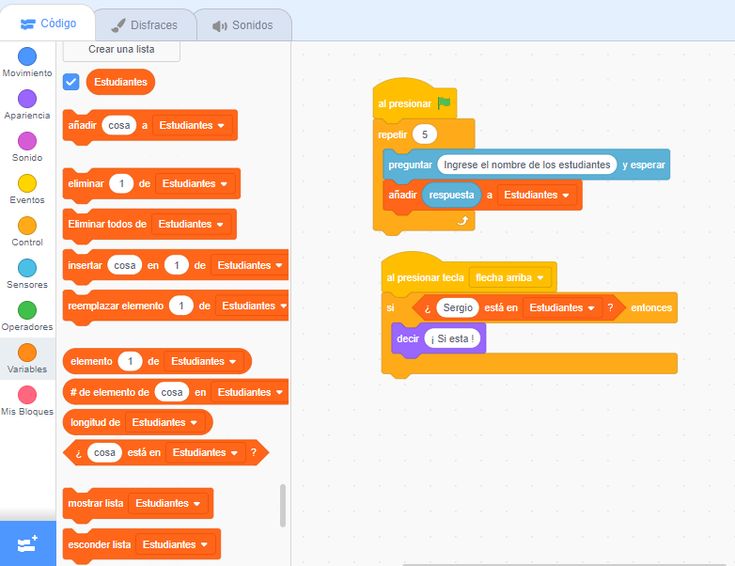 Código
Disfraces
Sonidos
Movimiento
Apariencia
Sonido
Eventos
Control
Sensores
Operadores
Variables
Mis Bloques
Crear una lista
Estudiantes
añadir cosa a Estudiantes
eliminar 1 de Estudiantes
Eliminar todos de Estudiantes
insertar cosa en 1 de Estudiantes
reemplazar elemento 1 de Estudiantes
elemento 1 de Estudiantes
# de elemento de cosa en Estudiantes
longitud de Estudiantes
¿ cosa está en Estudiantes ?
mostrar lista Estudiantes
esconder lista Estudiantes
al presionar
repetir 5
preguntar Ingrese el nombre de los estudiantes y esperar
añadir respuesta a Estudiantes
al presionar tecla flecha arriba
si ¿ Sergio está en Estudiantes ? entonces
decir ¡ Si esta !